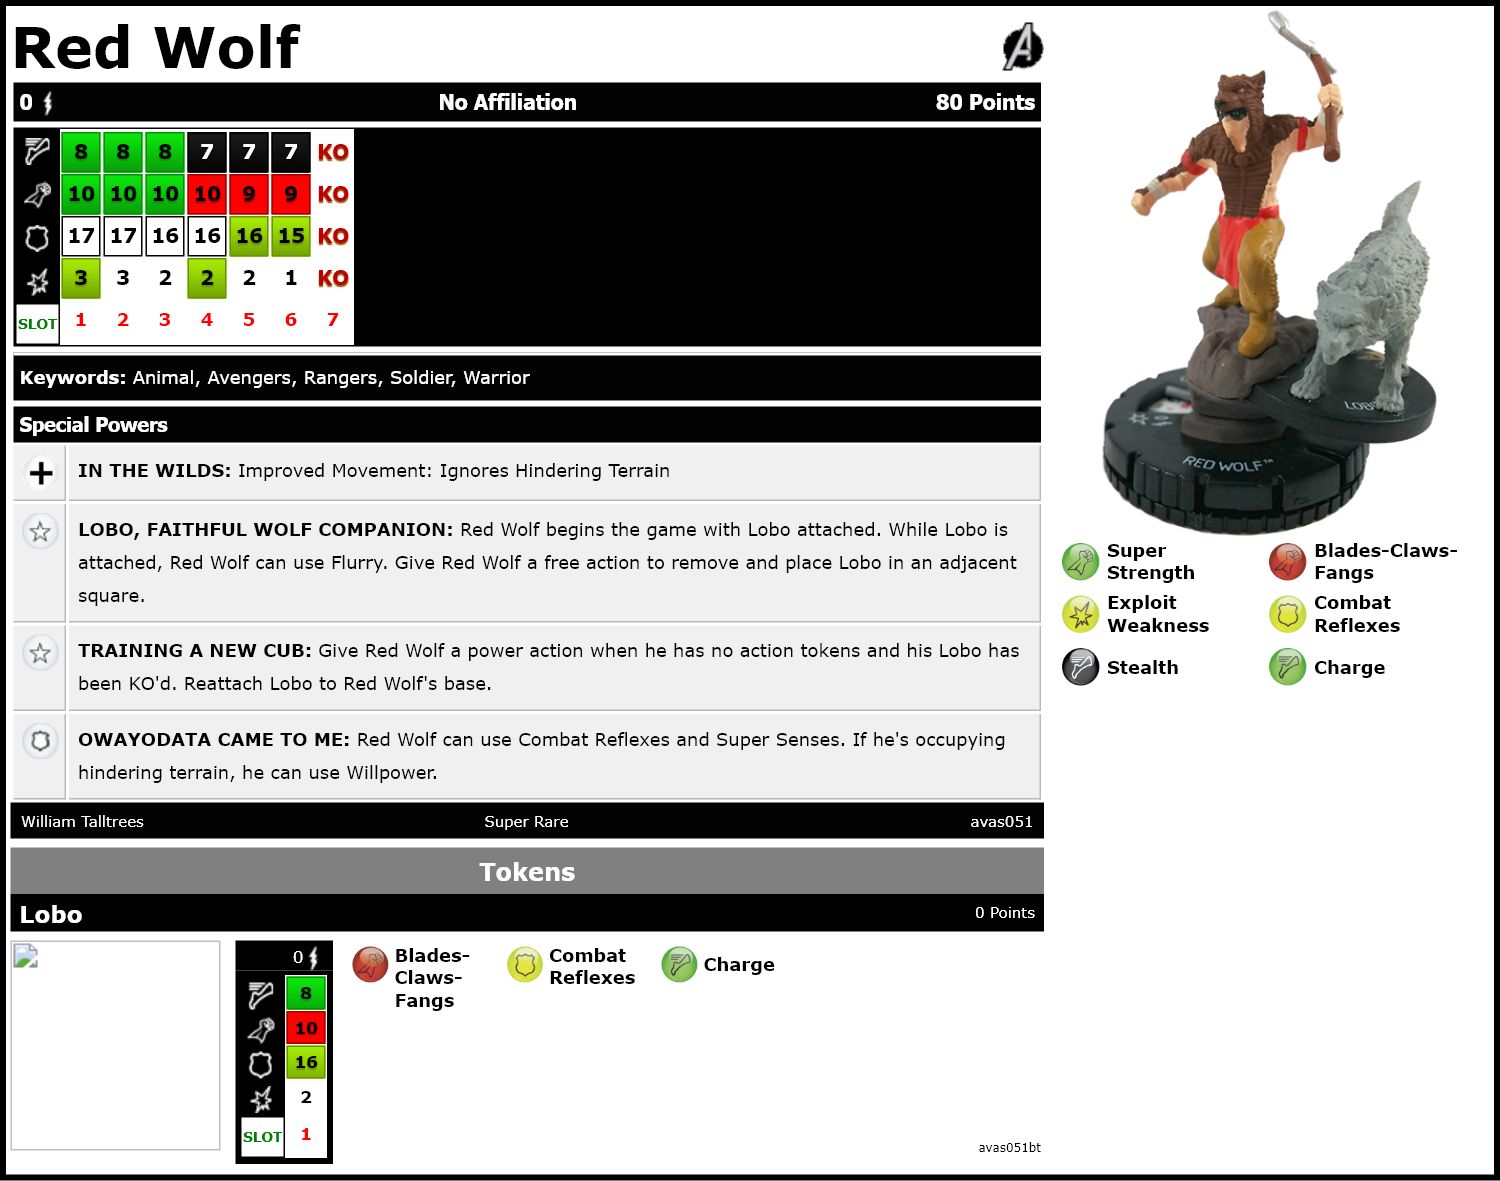 Red Wolf
0 No Affiliation 80 Points
8 8 8 7 7 7 KO
10 10 10 10 9 9 KO
17 17 16 16 16 15 KO
3 3 2 2 2 1 KO
SLOT 1 2 3 4 5 6 7
Keywords: Animal, Avengers, Rangers, Soldier, Warrior
Special Powers
IN THE WILDS: Improved Movement: Ignores Hindering Terrain
LOBO, FAITHFUL WOLF COMPANION: Red Wolf begins the game with Lobo attached. While Lobo is
attached, Red Wolf can use Flurry. Give Red Wolf a free action to remove and place Lobo in an adjacent
square.
TRAINING A NEW CUB: Give Red Wolf a power action when he has no action tokens and his Lobo has
been KO'd. Reattach Lobo to Red Wolf's base.
OWAYODATA CAME TO ME: Red Wolf can use Combat Reflexes and Super Senses. If he's occupying
hindering terrain, he can use Willpower.
William Talltrees Super Rare avas051
LOBO
RED WOLF™
Super
Strength
Blades-Claws-
Fangs
Exploit
Weakness
Combat
Reflexes
Stealth
Charge
Tokens
Lobo 0 Points
0
8
10
16
2
SLOT 1
Blades-
Claws-
Fangs
Combat
Reflexes
Charge
avas051bt